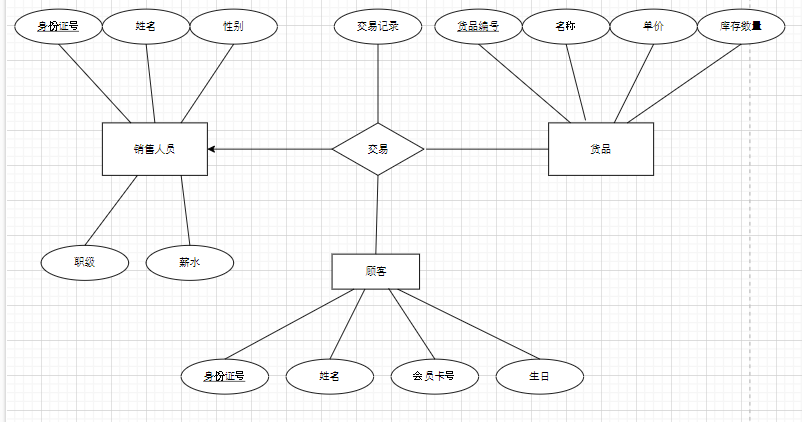 身份证号
姓名
性别
交易记录
货品编号
名称
单价
库存数量
销售人员
交易
货品
职级
薪水
顾客
身份证号
姓名
会员卡号
生日